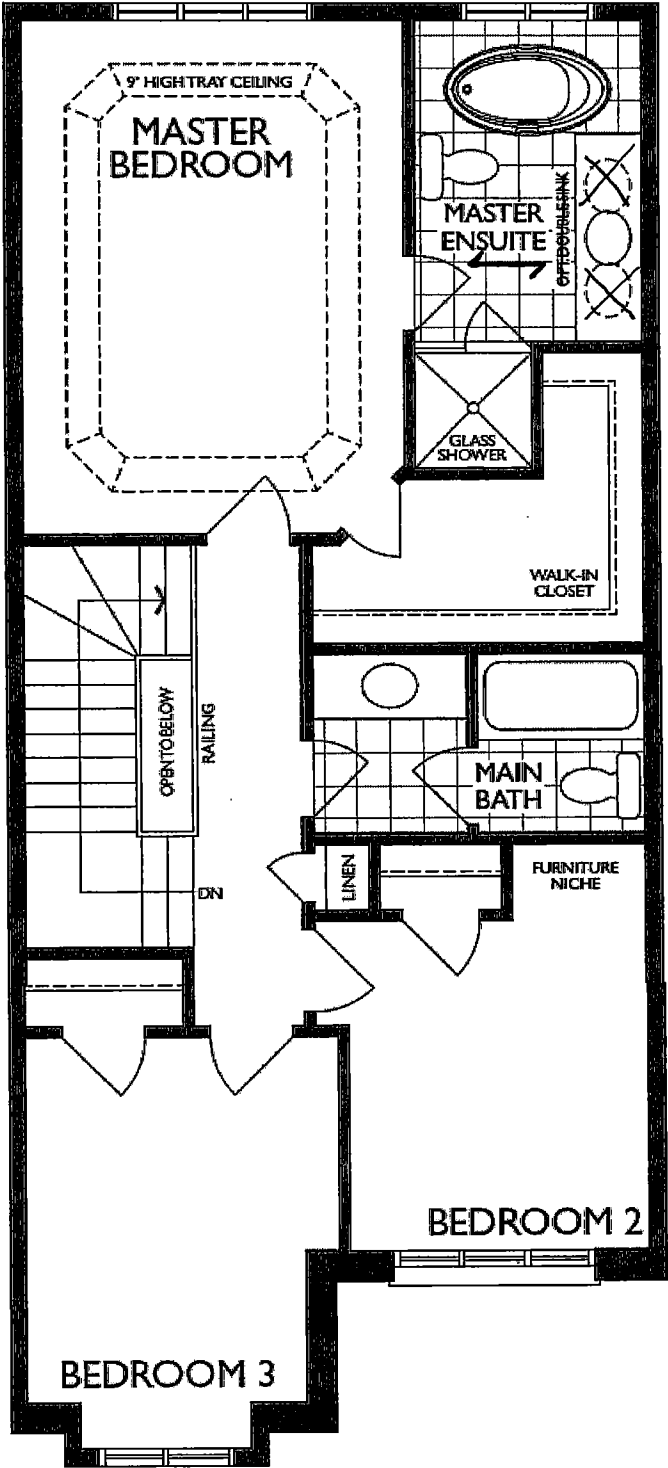 9' HIGH TRAY CEILING
MASTER
BEDROOM
MASTER
ENSUITE
OPT. DOUBLE SINK
GLASS
SHOWER
WALK-IN
CLOSET
OPEN TO BELOW
RAILING
MAIN
BATH
DN
LINEN
FURNITURE
NICHE
BEDROOM 2
BEDROOM 3